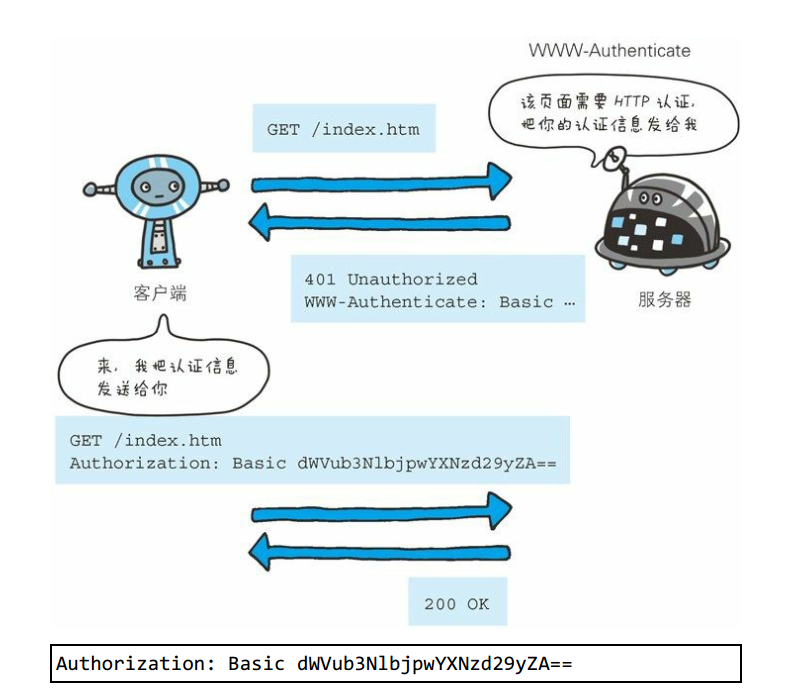 WWW-Authenticate
该页面需要 HTTP 认证，
把你的认证信息发给我
GET /index.htm
401 Unauthorized
WWW-Authenticate: Basic …
客户端
服务器
来，我把认证信息
发送给你
GET /index.htm
Authorization: Basic dWVub3NlbjpwYXNzd29yZA==
200 OK
Authorization: Basic dWVub3NlbjpwYXNzd29yZA==